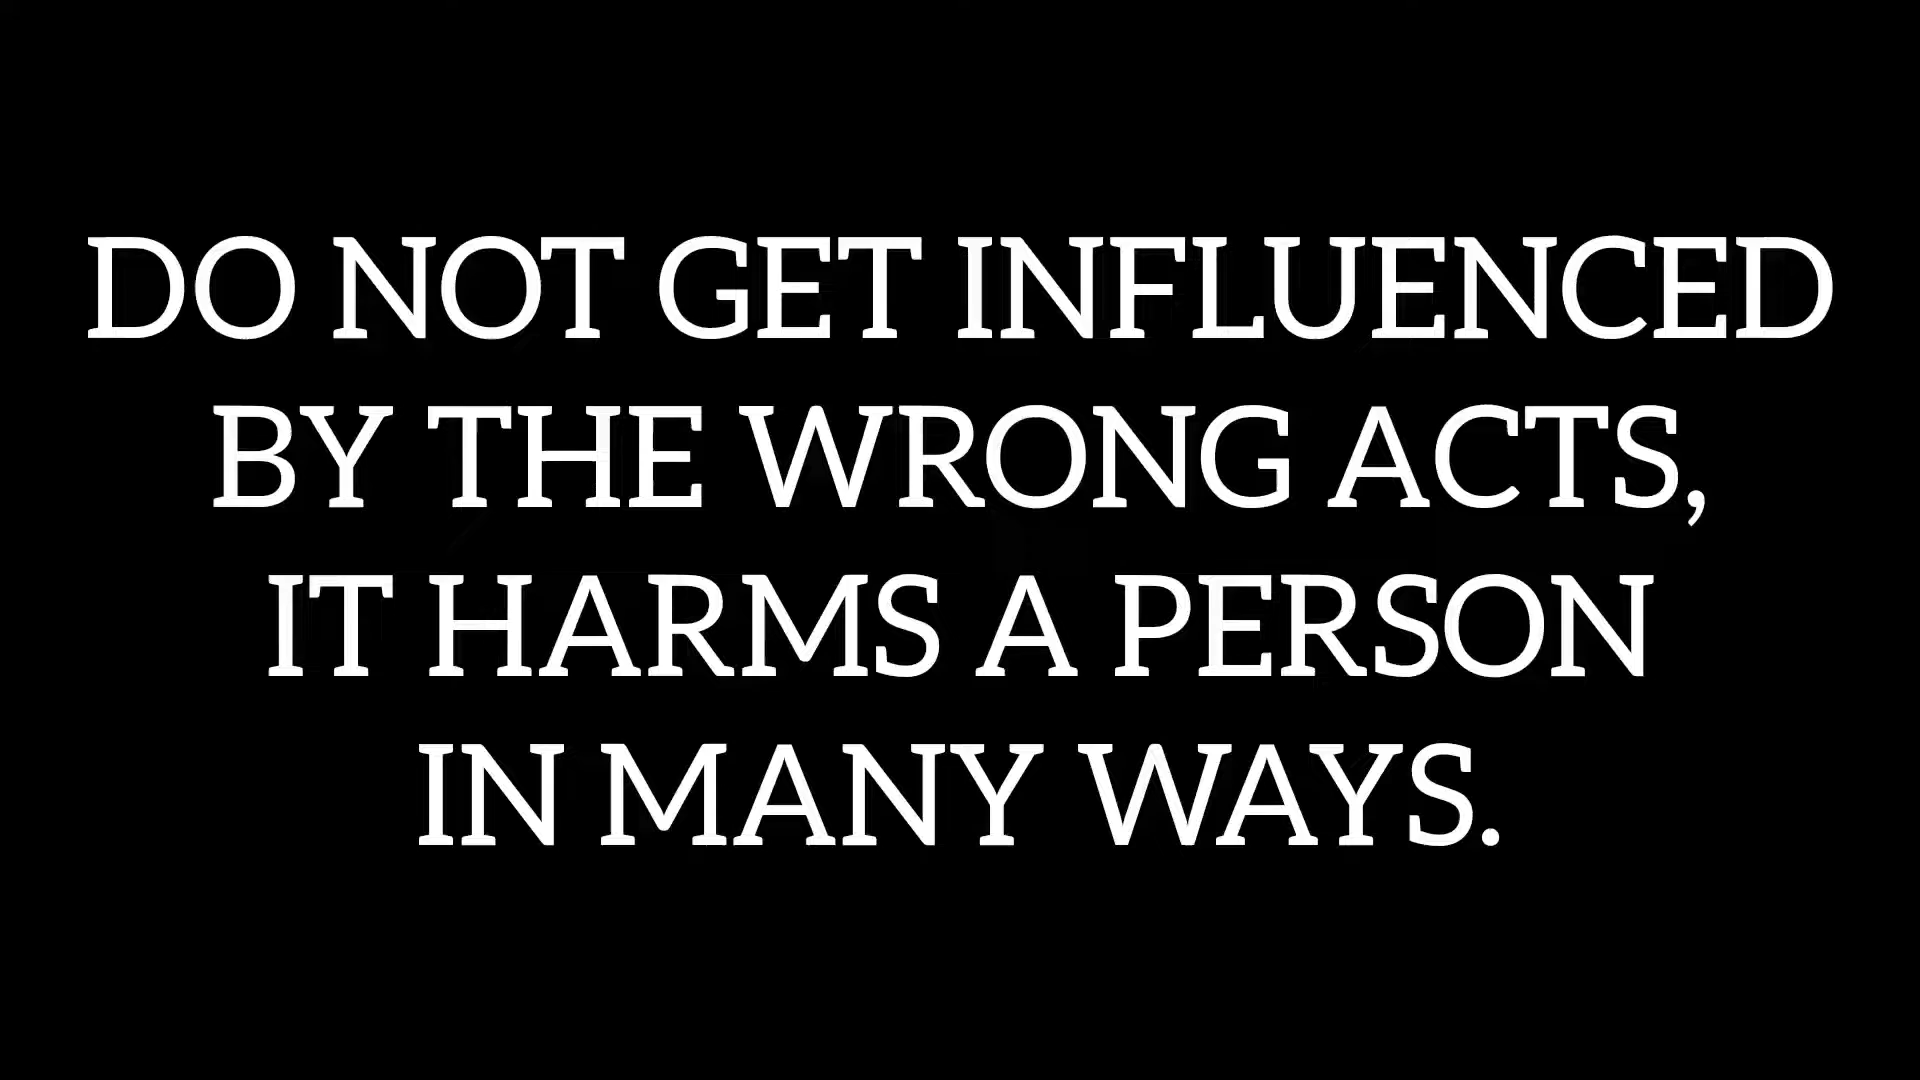 DO NOT GET INFLUENCED
BY THE WRONG ACTS,
IT HARMS A PERSON
IN MANY WAYS.